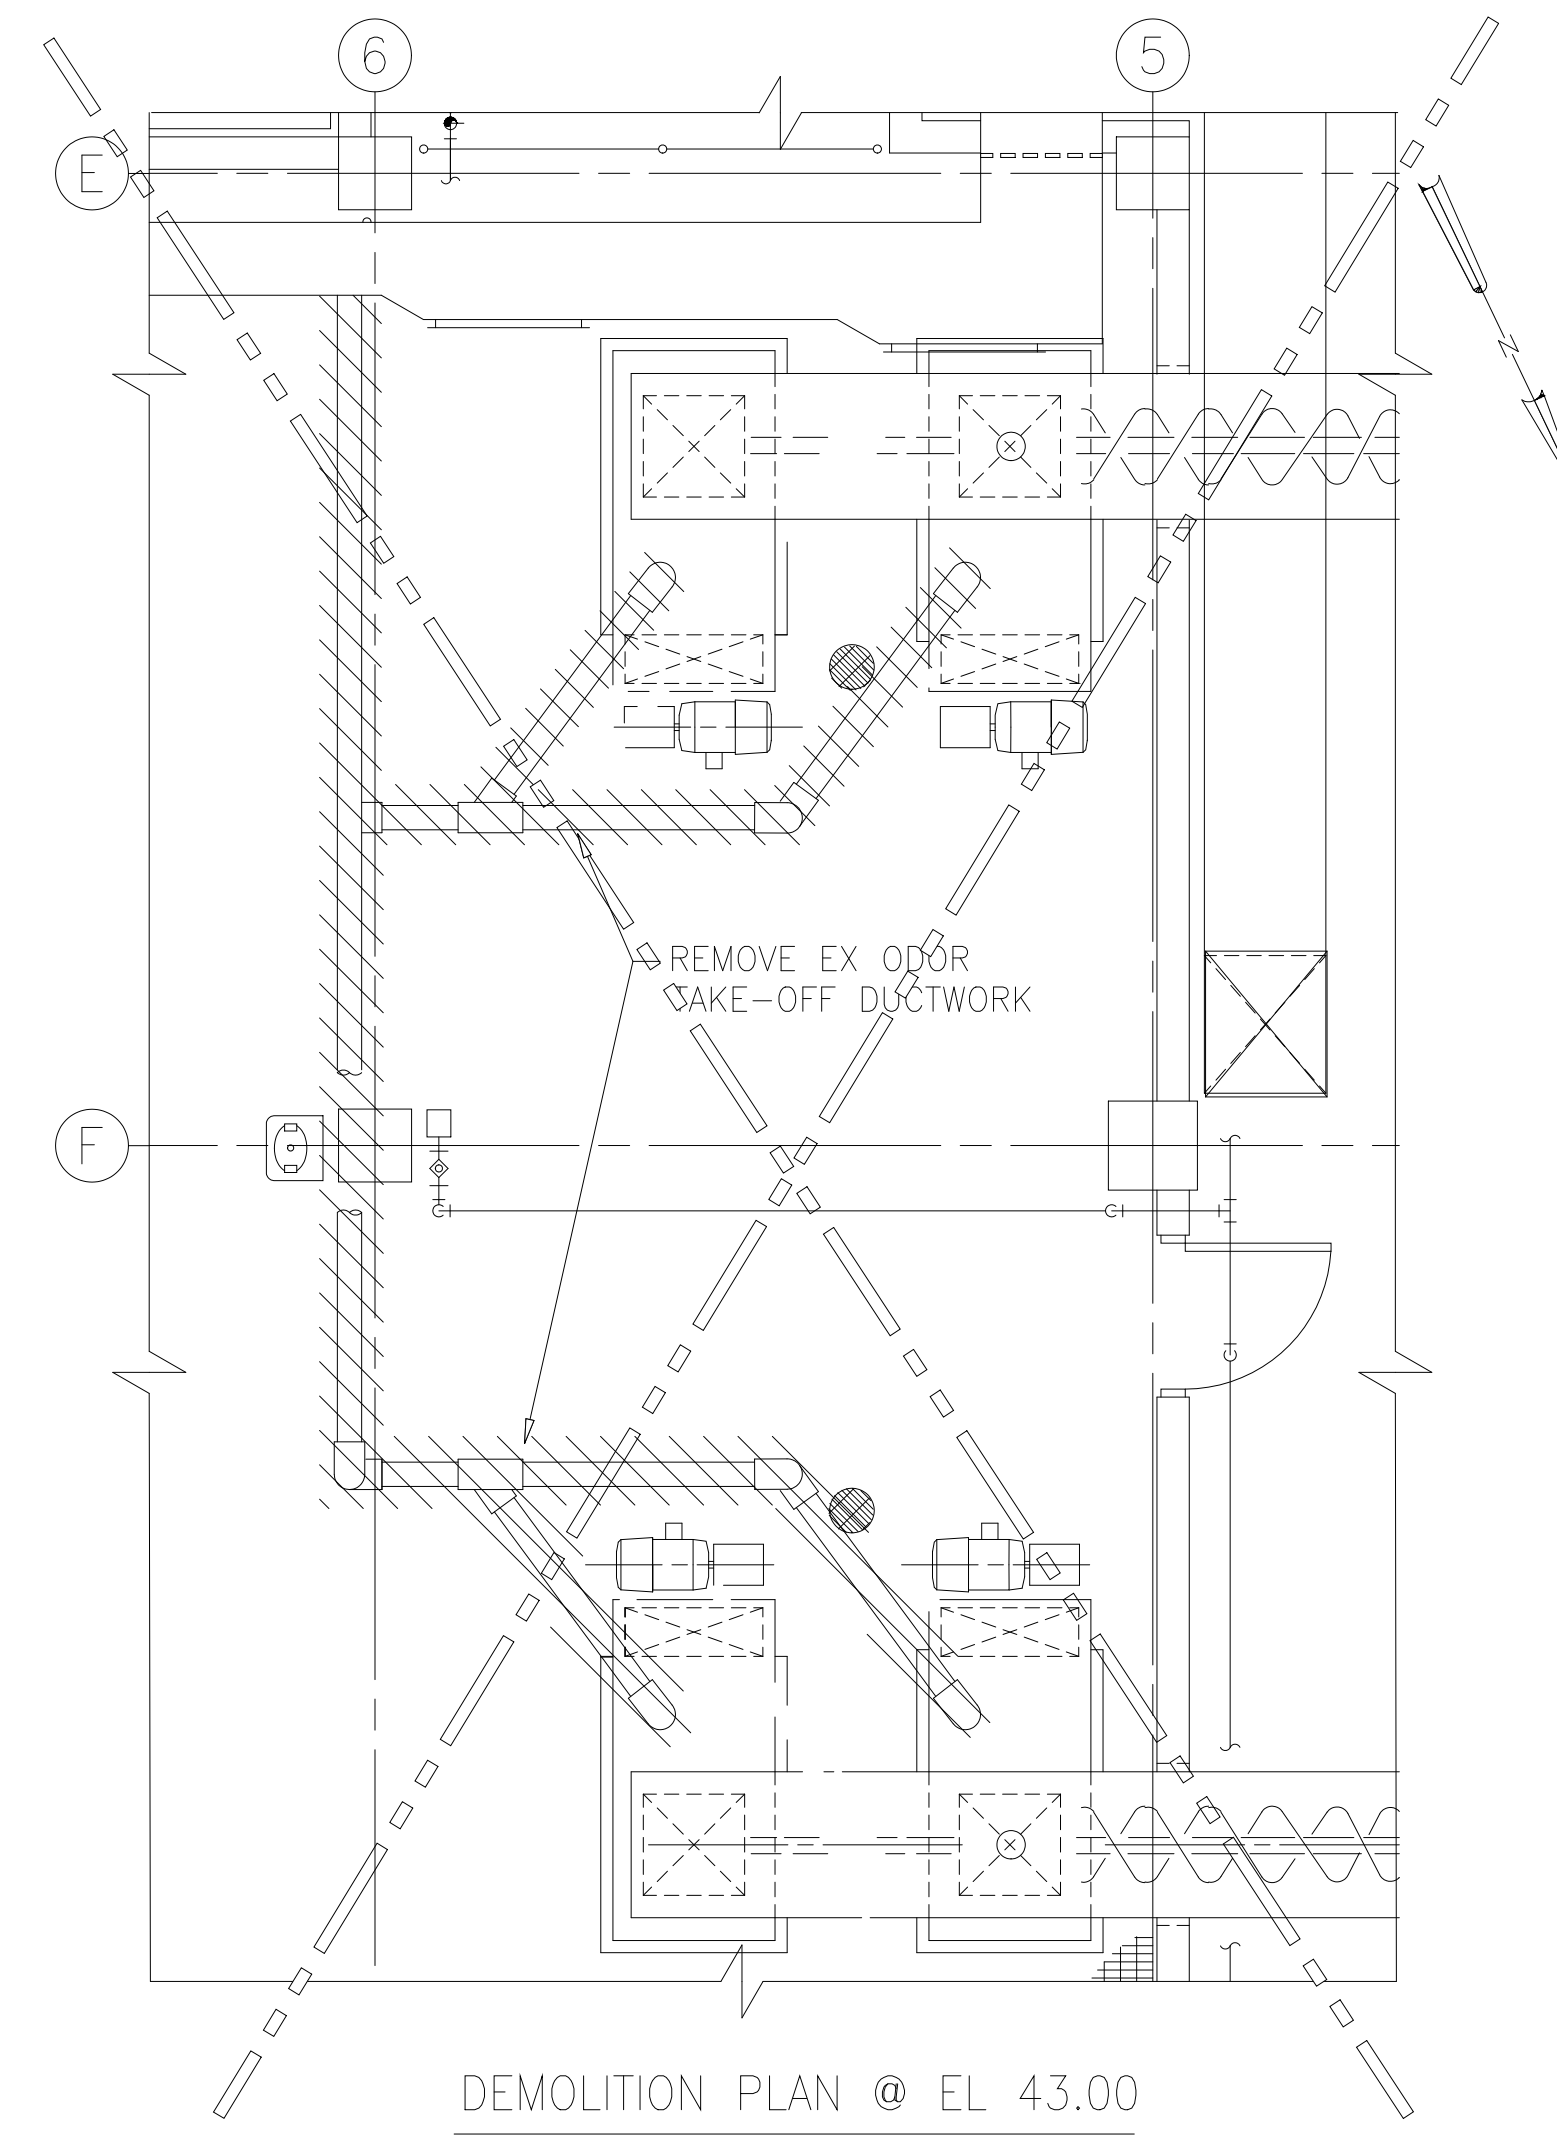 6
5
E
N
REMOVE EX ODOR
TAKE-OFF DUCTWORK
F
DEMOLITION PLAN @ EL 43.00